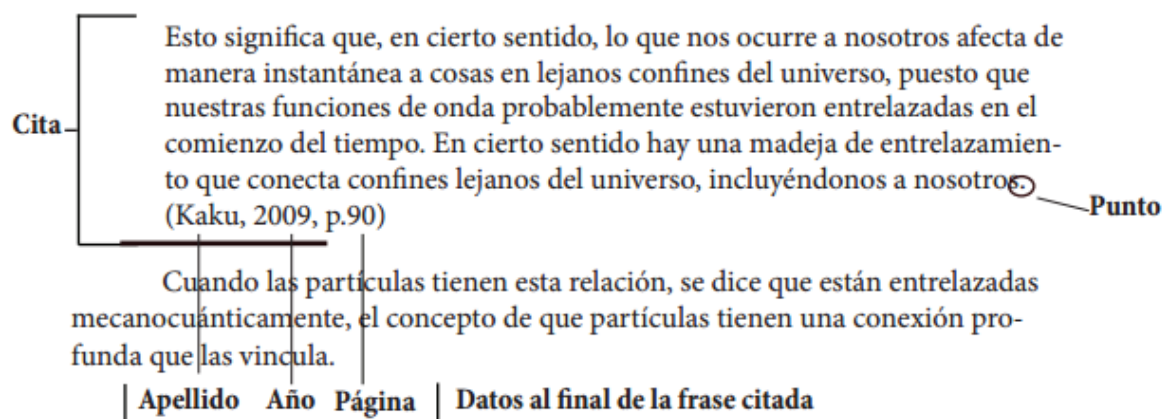 Esto significa que, en cierto sentido, lo que nos ocurre a nosotros afecta de
manera instantánea a cosas en lejanos confines del universo, puesto que
nuestras funciones de onda probablemente estuvieron entrelazadas en el
Cita
comienzo del tiempo. En cierto sentido hay una madeja de entrelazamien-
to que conecta confines lejanos del universo, incluyéndonos a nosotros.
(Kaku, 2009, p.90)
Punto
Cuando las partículas tienen esta relación, se dice que están entrelazadas
mecanocuánticamente, el concepto de que partículas tienen una conexión pro-
funda que las vincula.
Apellido Año Página Datos al final de la frase citada